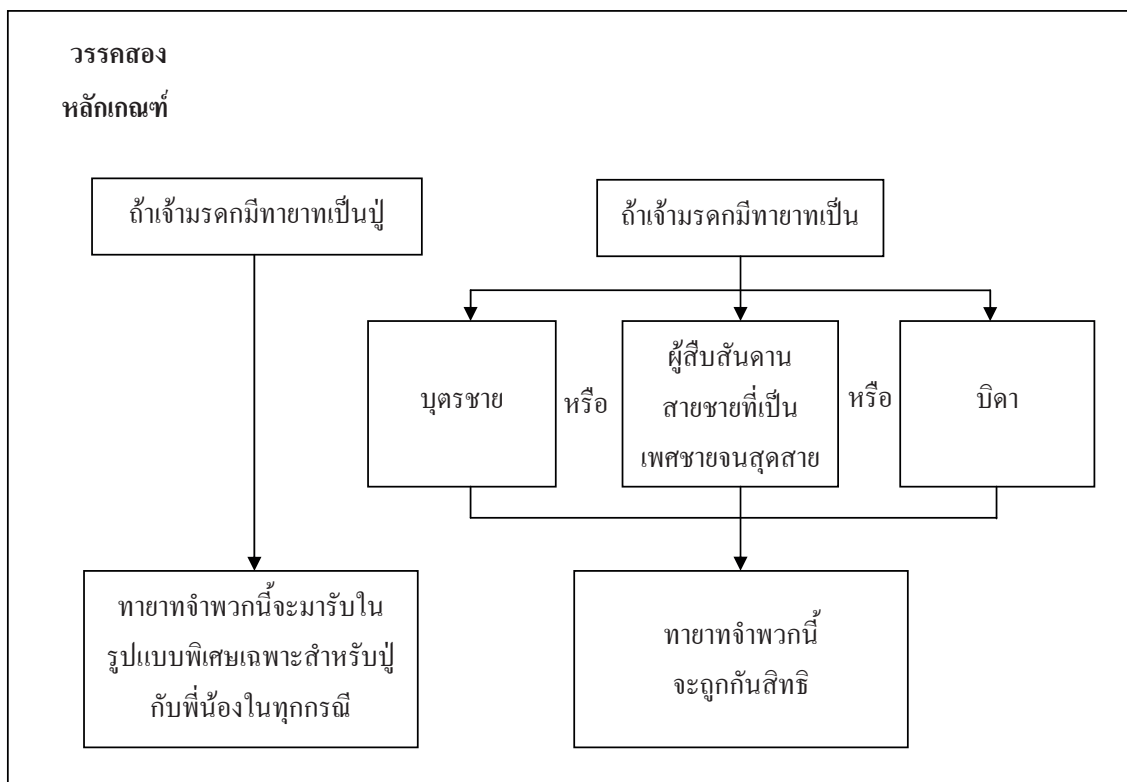 วรรคสอง
หลักเกณฑ์
ถ้าเจ้ามรดกมีทายาทเป็นปู่
ถ้าเจ้ามรดกมีทายาทเป็น
บุตรชาย
หรือ
ผู้สืบสันดาน
สายชายที่เป็น
เพศชายจนสุดสาย
หรือ
บิดา
ทายาทจำพวกนี้จะมารับใน
รูปแบบพิเศษเฉพาะสำหรับปู่
กับพี่น้องในทุกกรณี
ทายาทจำพวกนี้
จะถูกกันสิทธิ